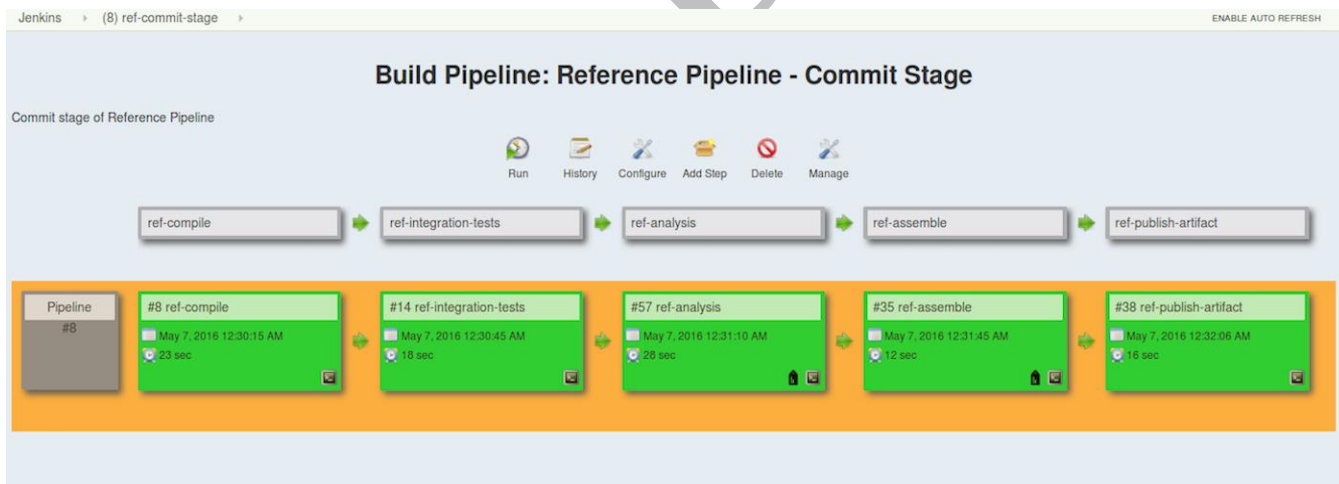 Jenkins (8) ref-commit-stage ENABLE AUTO REFRESH
Build Pipeline: Reference Pipeline - Commit Stage
Commit stage of Reference Pipeline
Run History Configure Add Step Delete Manage
ref-compile ref-integration-tests ref-analysis ref-assemble ref-publish-artifact
Pipeline #8 ref-compile #14 ref-integration-tests #57 ref-analysis #35 ref-assemble #38 ref-publish-artifact
#8 May 7, 2016 12:30:15 AM May 7, 2016 12:30:45 AM May 7, 2016 12:31:10 AM May 7, 2016 12:31:45 AM May 7, 2016 12:32:06 AM
23 sec 18 sec 28 sec 12 sec 16 sec